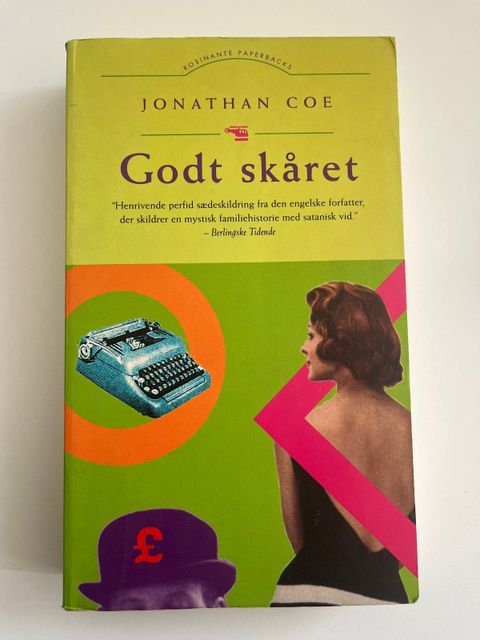 ROSINANTE PAPERBACKS
JONATHAN COE
Godt skåret
"Henrivende perfid sædeskildring fra den engelske forfatter,
der skildrer en mystisk familiehistorie med satanisk vid."
– Berlingske Tidende
£